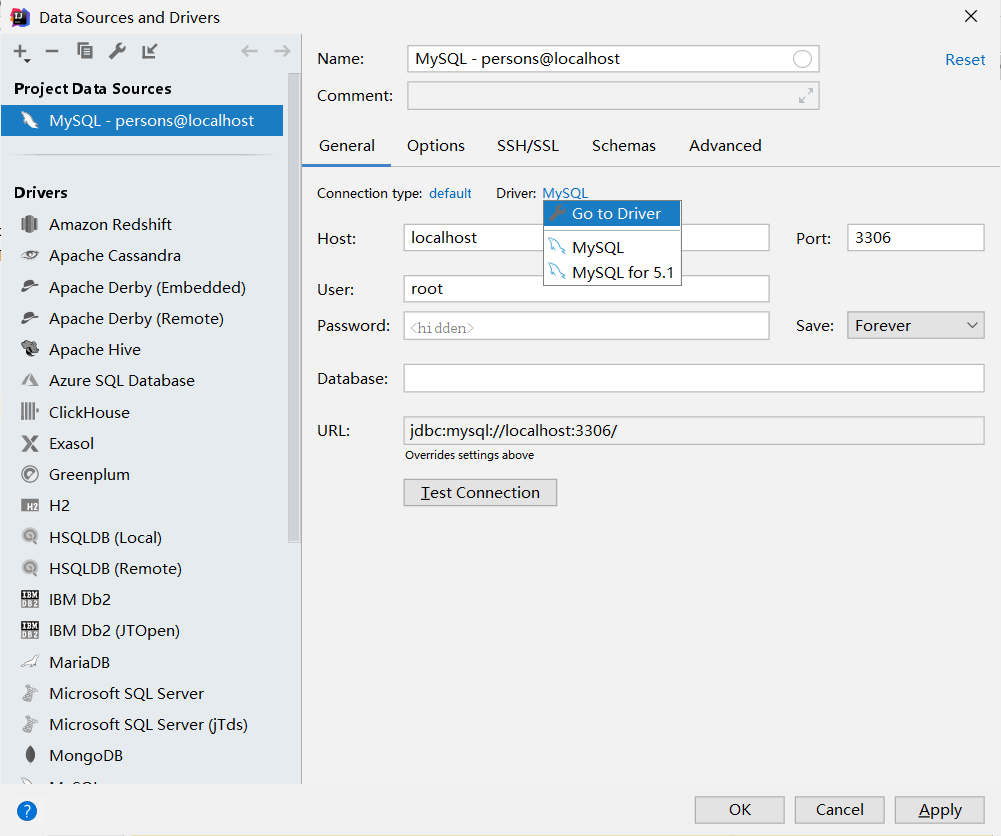 Data Sources and Drivers
Project Data Sources
MySQL - persons@localhost
Drivers
Amazon Redshift
Apache Cassandra
Apache Derby (Embedded)
Apache Derby (Remote)
Apache Hive
Azure SQL Database
ClickHouse
Exasol
Greenplum
H2
HSQLDB (Local)
HSQLDB (Remote)
IBM Db2
IBM Db2 (JTOpen)
MariaDB
Microsoft SQL Server
Microsoft SQL Server (jTds)
MongoDB
Name: MySQL - persons@localhost
Reset
Comment:
General Options SSH/SSL Schemas Advanced
Connection type: default Driver: MySQL
Go to Driver
MySQL
MySQL for 5.1
Host: localhost Port: 3306
User: root
Password: <hidden> Save: Forever
Database:
URL: jdbc:mysql://localhost:3306/
Overrides settings above
Test Connection
? OK Cancel Apply